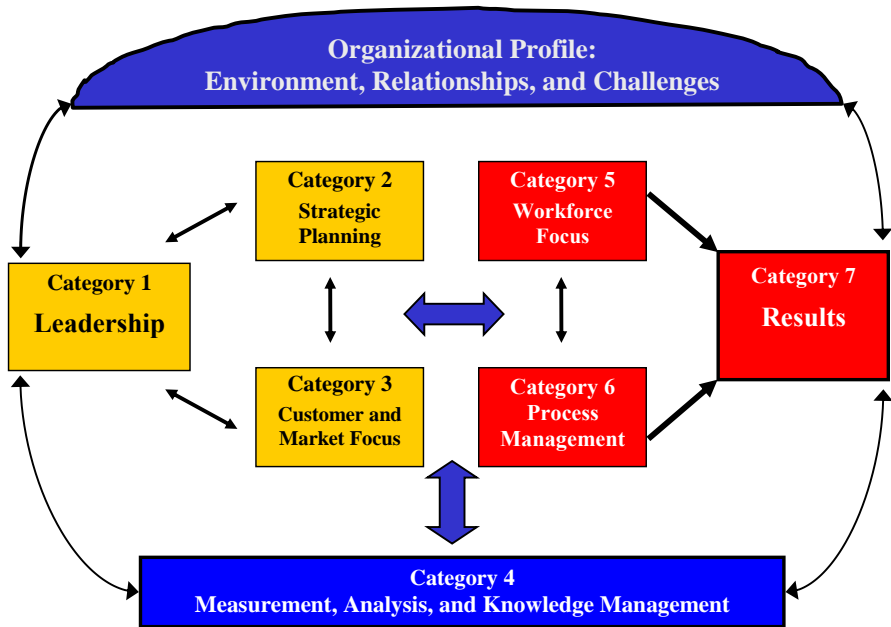 Organizational Profile:
Environment, Relationships, and Challenges
Category 2
Strategic
Planning
Category 5
Workforce
Focus
Category 1
Leadership
Category 7
Results
Category 3
Customer and
Market Focus
Category 6
Process
Management
Category 4
Measurement, Analysis, and Knowledge Management